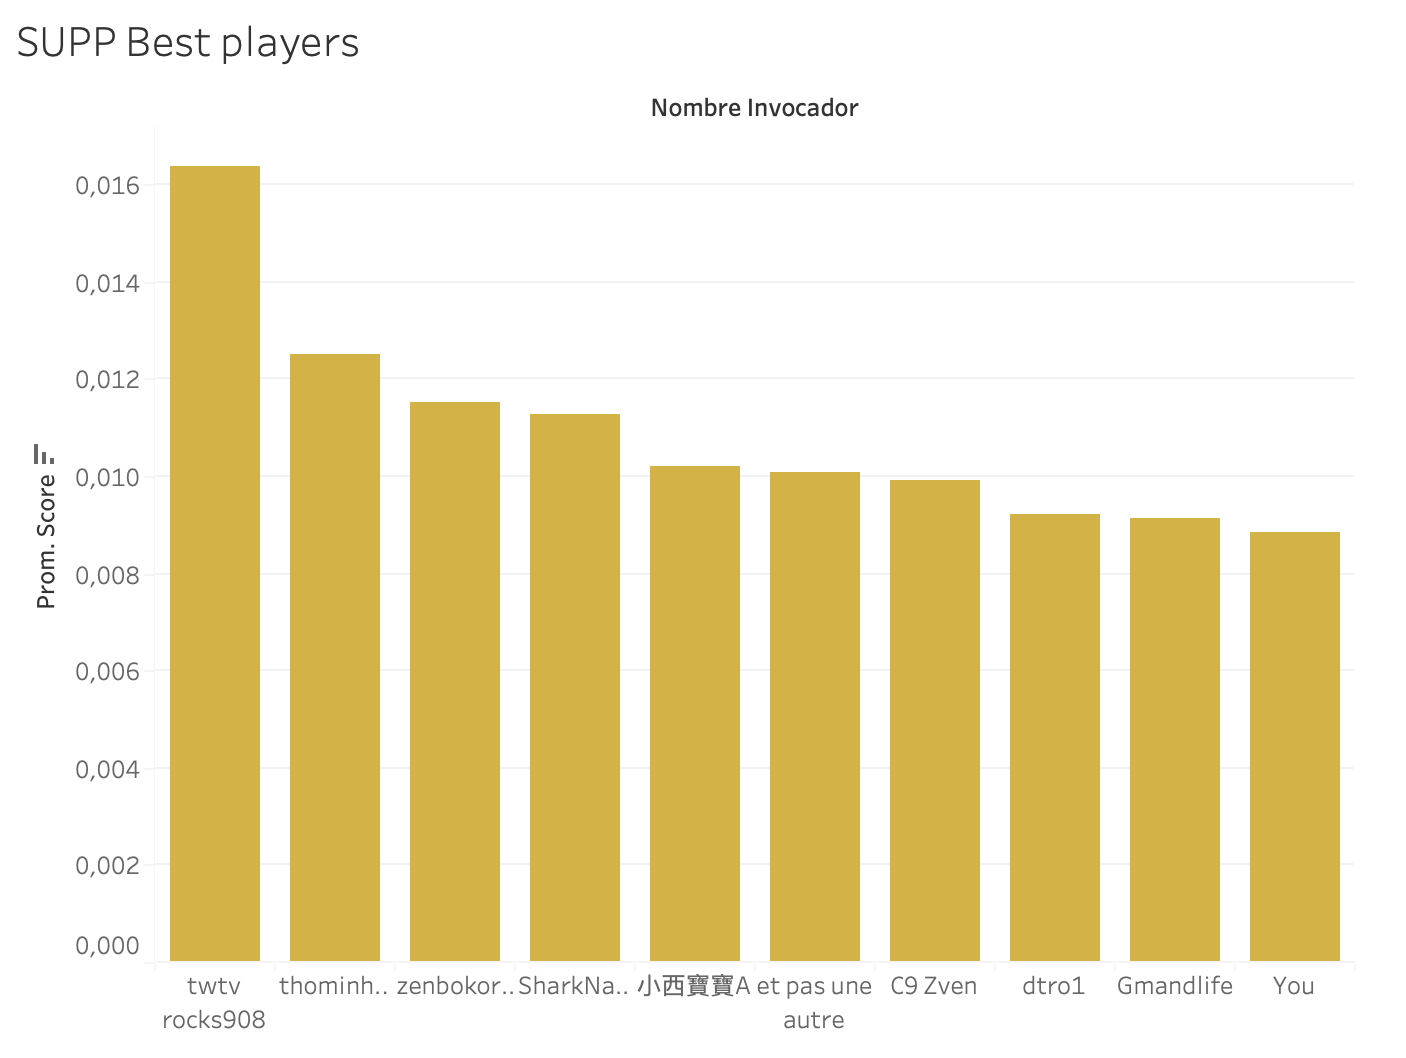 SUPP Best players
Nombre Invocador
Prom. Score
0,016
0,014
0,012
0,010
0,008
0,006
0,004
0,002
0,000
twtv
rocks908
thominh..
zenbokor..
SharkNa..
小西寶寶A
et pas une
autre
C9 Zven
dtro1
Gmandlife
You